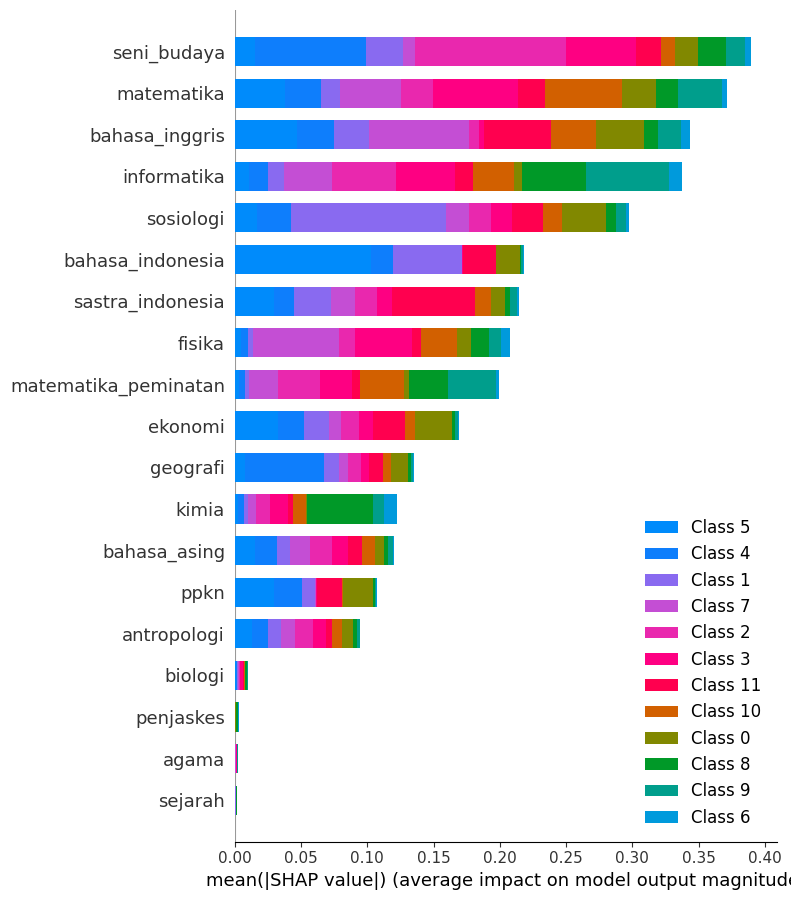 seni_budaya
matematika
bahasa_inggris
informatika
sosiologi
bahasa_indonesia
sastra_indonesia
fisika
matematika_peminatan
ekonomi
geografi
kimia
bahasa_asing
ppkn
antropologi
biologi
penjaskes
agama
sejarah
Class 5
Class 4
Class 1
Class 7
Class 2
Class 3
Class 11
Class 10
Class 0
Class 8
Class 9
Class 6
0.00 0.05 0.10 0.15 0.20 0.25 0.30 0.35 0.40
mean(|SHAP value|) (average impact on model output magnitude